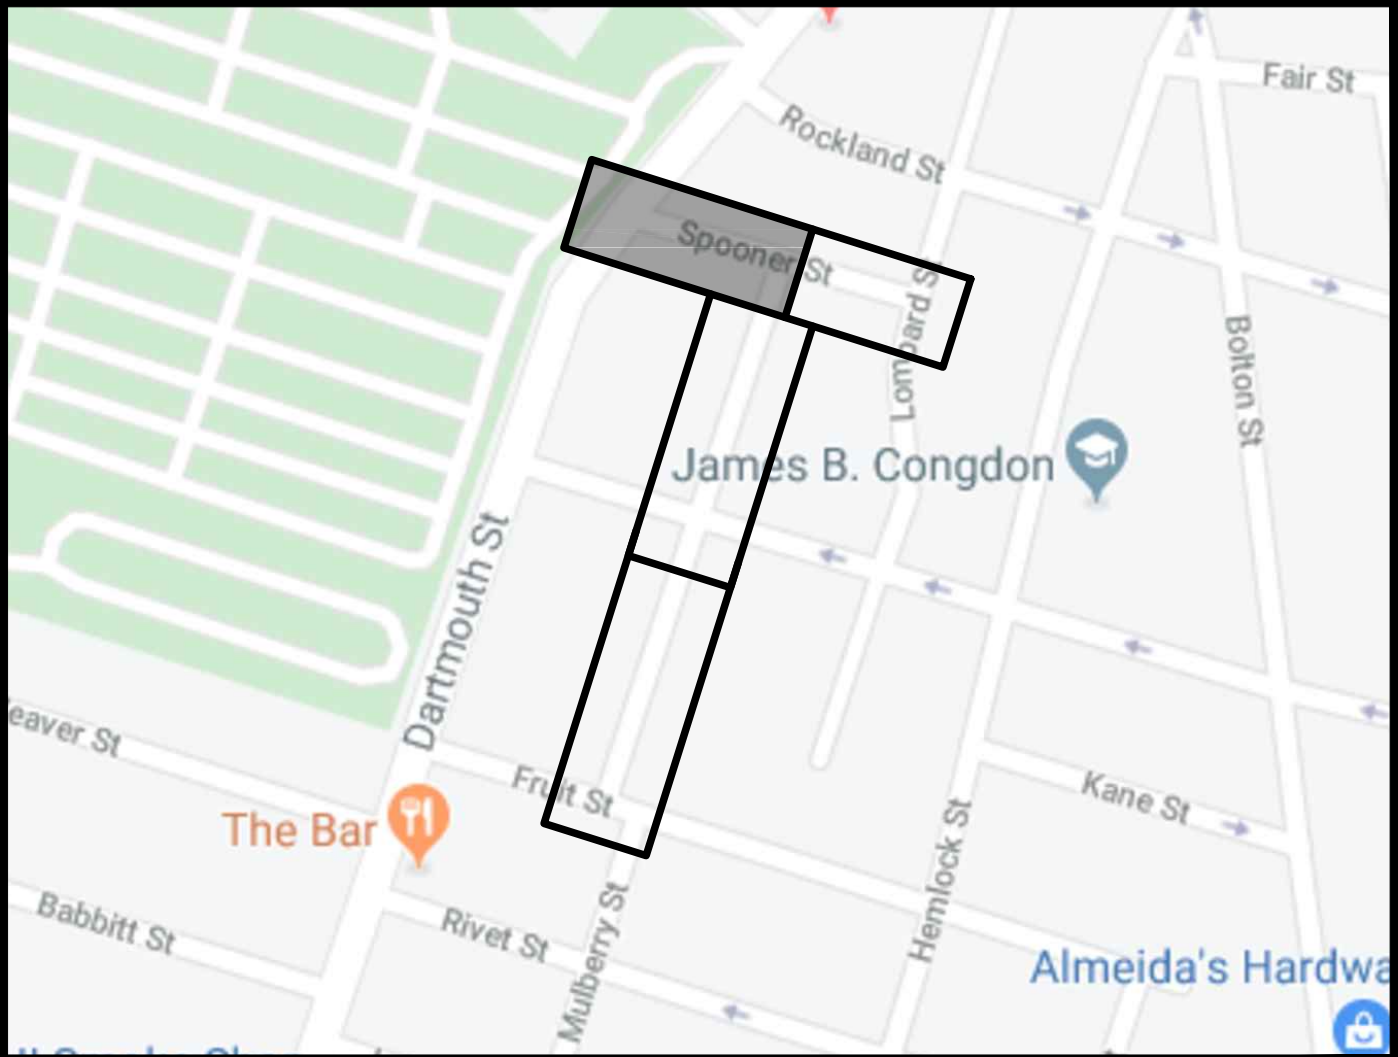 Fair St
Rockland St
Spooner St
Lombard St
Bolton St
James B. Congdon
Dartmouth St
eaver St
Fruit St
Kane St
The Bar
Hemlock St
Babbitt St
Rivet St
Mulberry St
Almeida's Hardwa